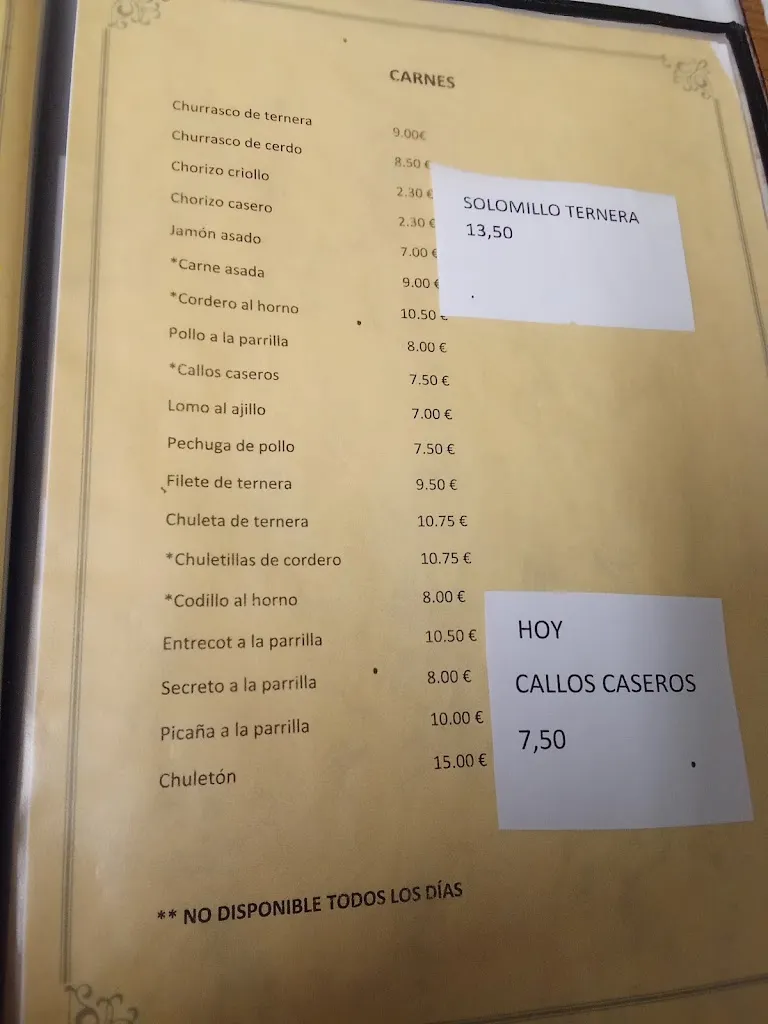 CARNES
Churrasco de ternera 9.00€
Churrasco de cerdo 8.50 €
Chorizo criollo 2.30 €
Chorizo casero 2.30 €
Jamón asado 7.00 €
*Carne asada 9.00 €
*Cordero al horno 10.50 €
Pollo a la parrilla 8.00 €
*Callos caseros 7.50 €
Lomo al ajillo 7.00 €
Pechuga de pollo 7.50 €
Filete de ternera 9.50 €
Chuleta de ternera 10.75 €
*Chuletillas de cordero 10.75 €
*Codillo al horno 8.00 €
Entrecot a la parrilla 10.50 €
Secreto a la parrilla 8.00 €
Picaña a la parrilla 10.00 €
Chuletón 15.00 €
** NO DISPONIBLE TODOS LOS DÍAS
SOLOMILLO TERNERA
13,50
HOY
CALLOS CASEROS
7,50